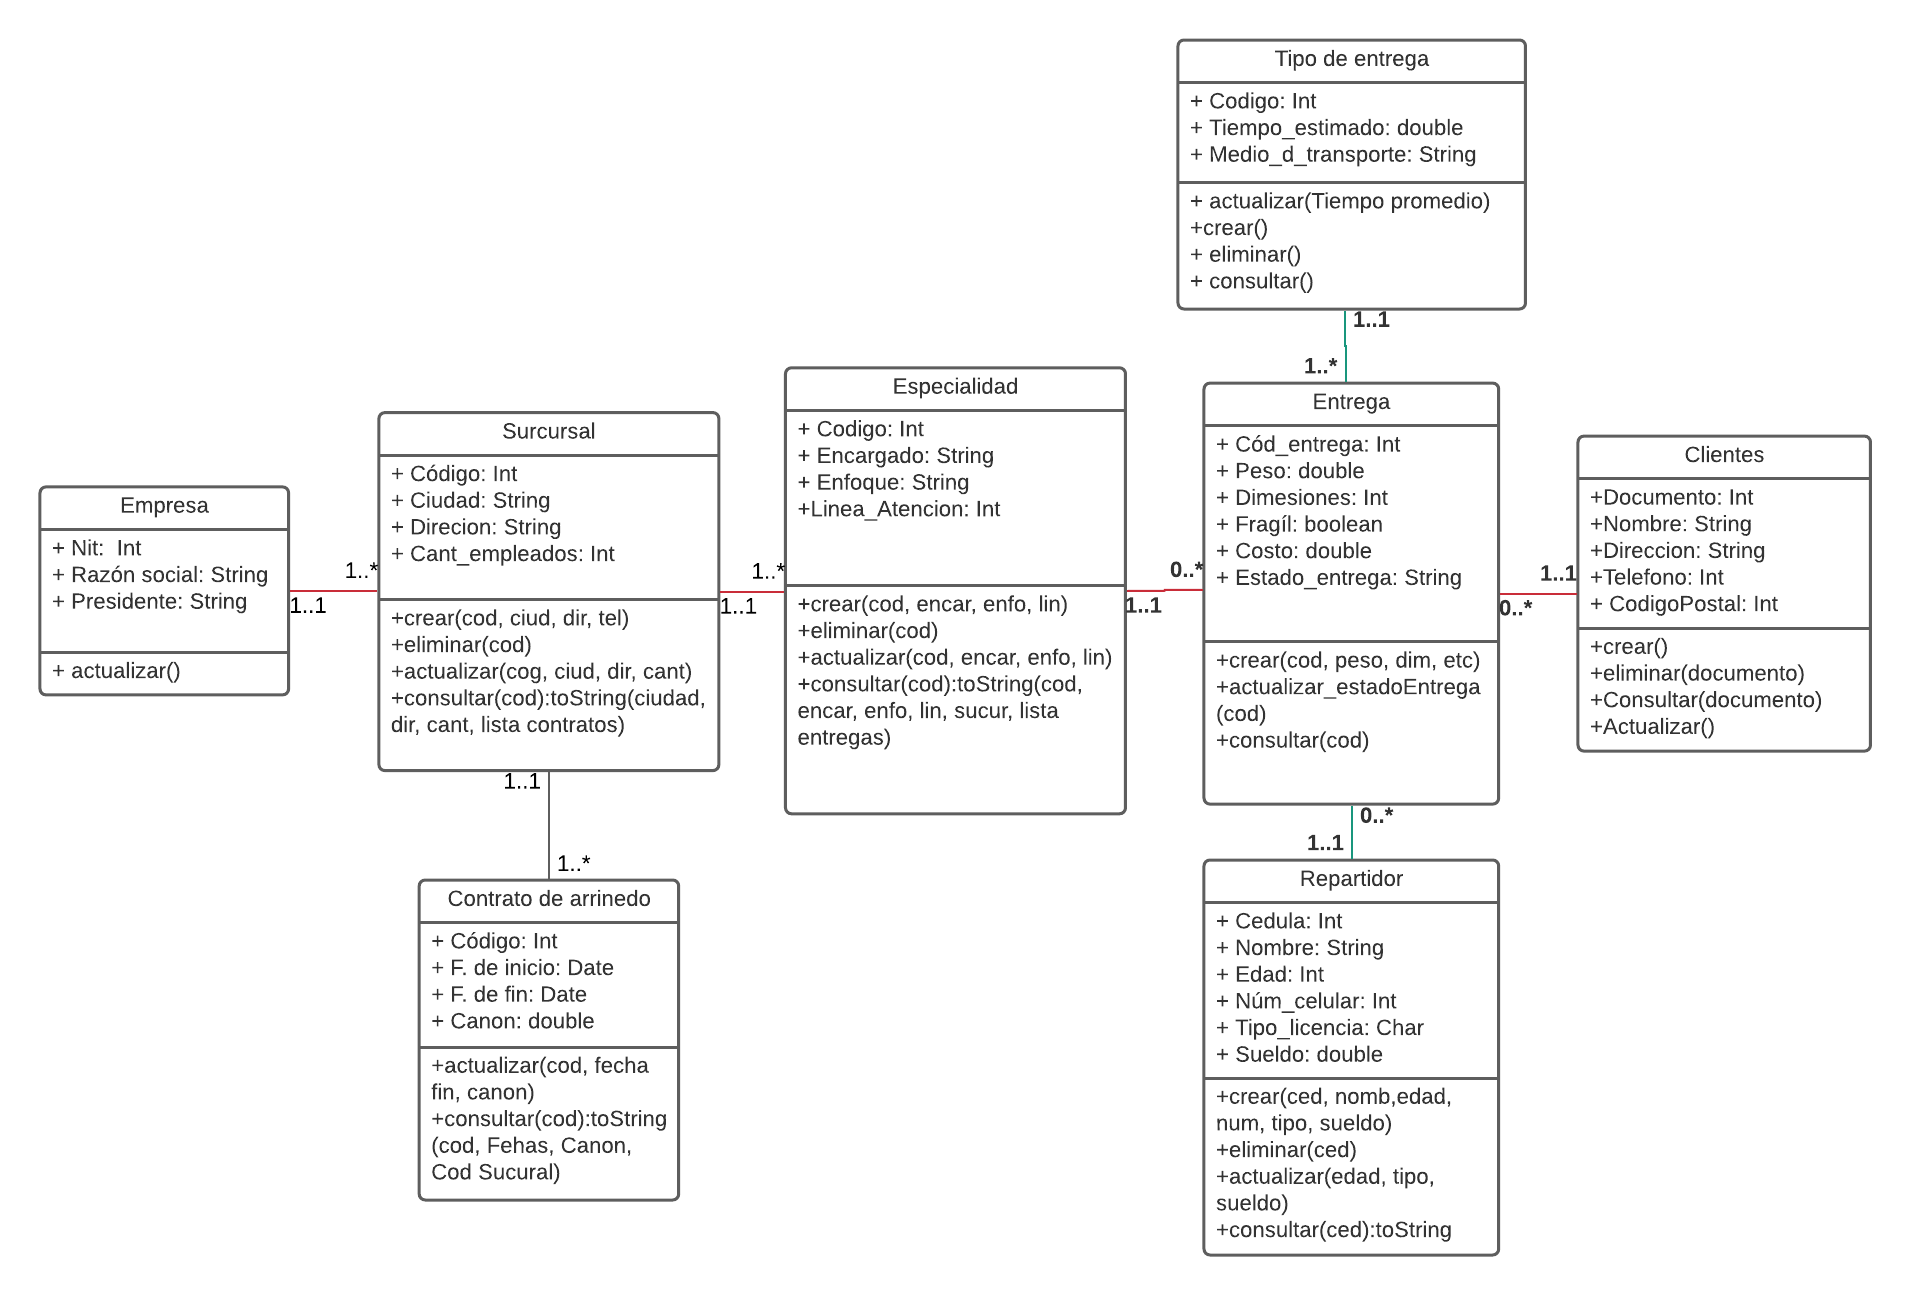 Tipo de entrega
+ Codigo: Int
+ Tiempo_estimado: double
+ Medio_d_transporte: String
+ actualizar(Tiempo promedio)
+crear()
+ eliminar()
+ consultar()
1..1
1..*
Empresa
+ Nit:  Int
+ Razón social: String
+ Presidente: String
+ actualizar()
1..1
1..*
Surcursal
+ Código: Int
+ Ciudad: String
+ Direcion: String
+ Cant_empleados: Int
+crear(cod, ciud, dir, tel)
+eliminar(cod)
+actualizar(cog, ciud, dir, cant)
+consultar(cod):toString(ciudad,
dir, cant, lista contratos)
1..1
1..*
Especialidad
+ Codigo: Int
+ Encargado: String
+ Enfoque: String
+Linea_Atencion: Int
+crear(cod, encar, enfo, lin)
+eliminar(cod)
+actualizar(cod, encar, enfo, lin)
+consultar(cod):toString(cod,
encar, enfo, lin, sucur, lista
entregas)
1..1
0..*
Entrega
+ Cód_entrega: Int
+ Peso: double
+ Dimesiones: Int
+ Fragíl: boolean
+ Costo: double
+ Estado_entrega: String
+crear(cod, peso, dim, etc)
+actualizar_estadoEntrega
(cod)
+consultar(cod)
1..1
0..*
Clientes
+Documento: Int
+Nombre: String
+Direccion: String
+Telefono: Int
+ CodigoPostal: Int
+crear()
+eliminar(documento)
+Consultar(documento)
+Actualizar()
1..1
1..*
Contrato de arrinedo
+ Código: Int
+ F. de inicio: Date
+ F. de fin: Date
+ Canon: double
+actualizar(cod, fecha
fin, canon)
+consultar(cod):toString
(cod, Fehas, Canon,
Cod Sucural)
0..*
1..1
Repartidor
+ Cedula: Int
+ Nombre: String
+ Edad: Int
+ Núm_celular: Int
+ Tipo_licencia: Char
+ Sueldo: double
+crear(ced, nomb,edad,
num, tipo, sueldo)
+eliminar(ced)
+actualizar(edad, tipo,
sueldo)
+consultar(ced):toString